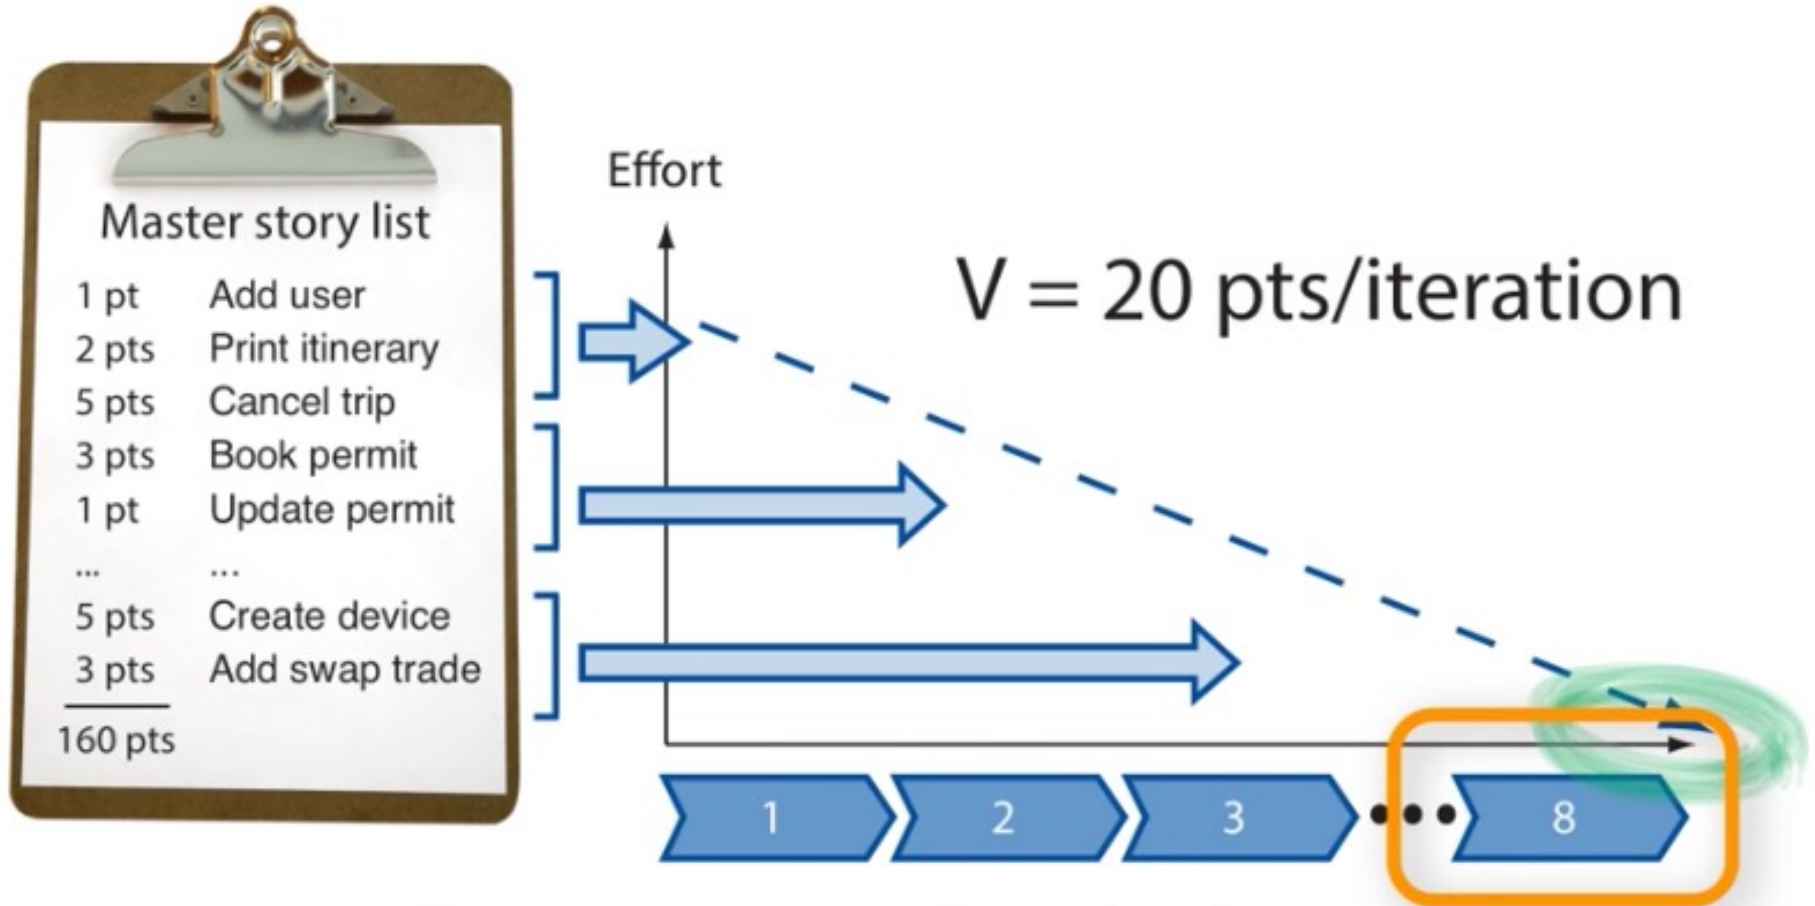 Master story list
1 pt Add user
2 pts Print itinerary
5 pts Cancel trip
3 pts Book permit
1 pt Update permit
... ...
5 pts Create device
3 pts Add swap trade
160 pts
Effort
V = 20 pts/iteration
1 2 3 ••• 8